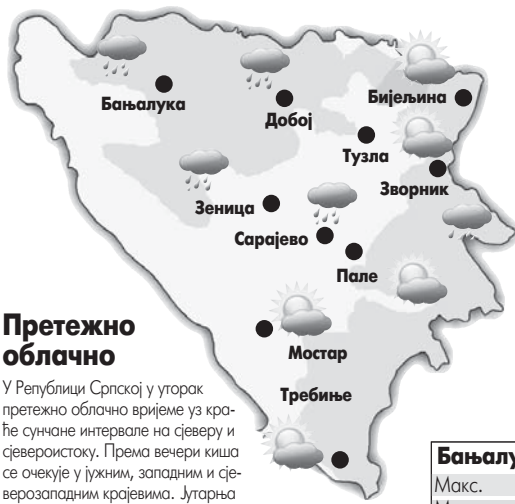 Бањалука
Добој
Бијељина
Тузла
Зворник
Зеница
Сарајево
Пале
Мостар
Требиње
Претежно
облачно
У Републици Српској у уторак
претежно облачно вријеме уз кра-
ће сунчане интервале на сјеверу и
сјевероистоку. Према вечери киша
се очекује у јужним, западним и сје-
верозападним крајевима. Јутарња
Бањалу
Макс.